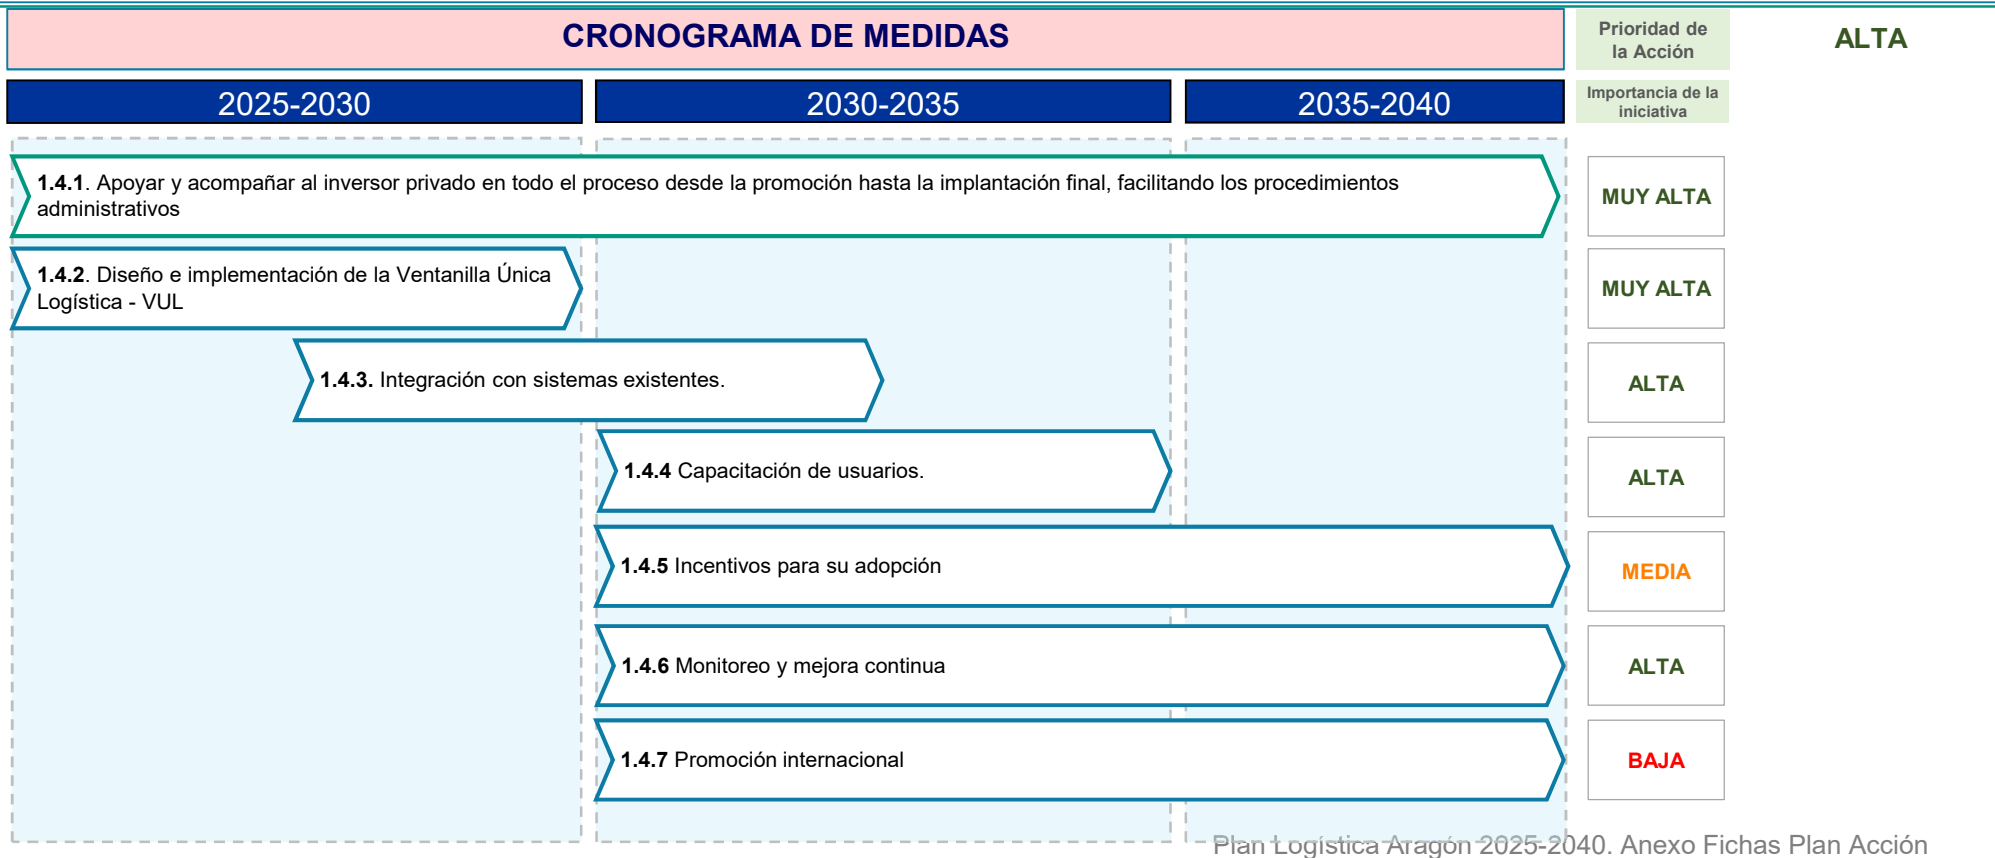 CRONOGRAMA DE MEDIDAS
Prioridad de
la Acción
ALTA
2025-2030
2030-2035
2035-2040
Importancia de la
iniciativa
1.4.1. Apoyar y acompañar al inversor privado en todo el proceso desde la promoción hasta la implantación final, facilitando los procedimientos
administrativos
MUY ALTA
1.4.2. Diseño e implementación de la Ventanilla Única
Logística - VUL
MUY ALTA
1.4.3. Integración con sistemas existentes.
ALTA
1.4.4 Capacitación de usuarios.
ALTA
1.4.5 Incentivos para su adopción
MEDIA
1.4.6 Monitoreo y mejora continua
ALTA
1.4.7 Promoción internacional
BAJA
Plan Logística Aragón 2025-2040. Anexo Fichas Plan Acción